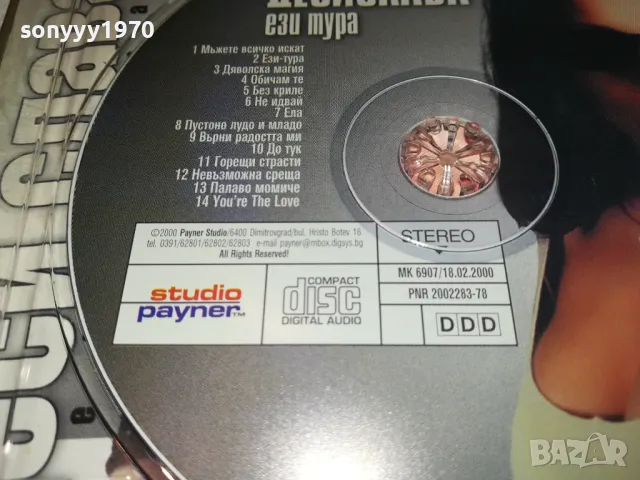 sonyyy1970
ези тура
1 Мъжете всичко искат
2 Ези-тура
3 Дяволска магия
4 Обичам те
5 Без криле
6 Не идвай
7 Ела
8 Пустоно лудо и младо
9 Върни радостта ми
10 До тук
11 Горещи страсти
12 Невъзможна среща
13 Палаво момиче
14 You're The Love
©2000 Payner Studio/6400 Dimitrovgrad/bul. Hristo Botev 16
tel. 0391/62801/62802/62803 e-mail payner@mbox.digsys.bg
All Rights Reserved!
STEREO
MK 6907/18.02.2000
PNR 2002283-78
DDD
studio
payner™
COMPACT
disc
DIGITAL AUDIO
BAZAR
bg